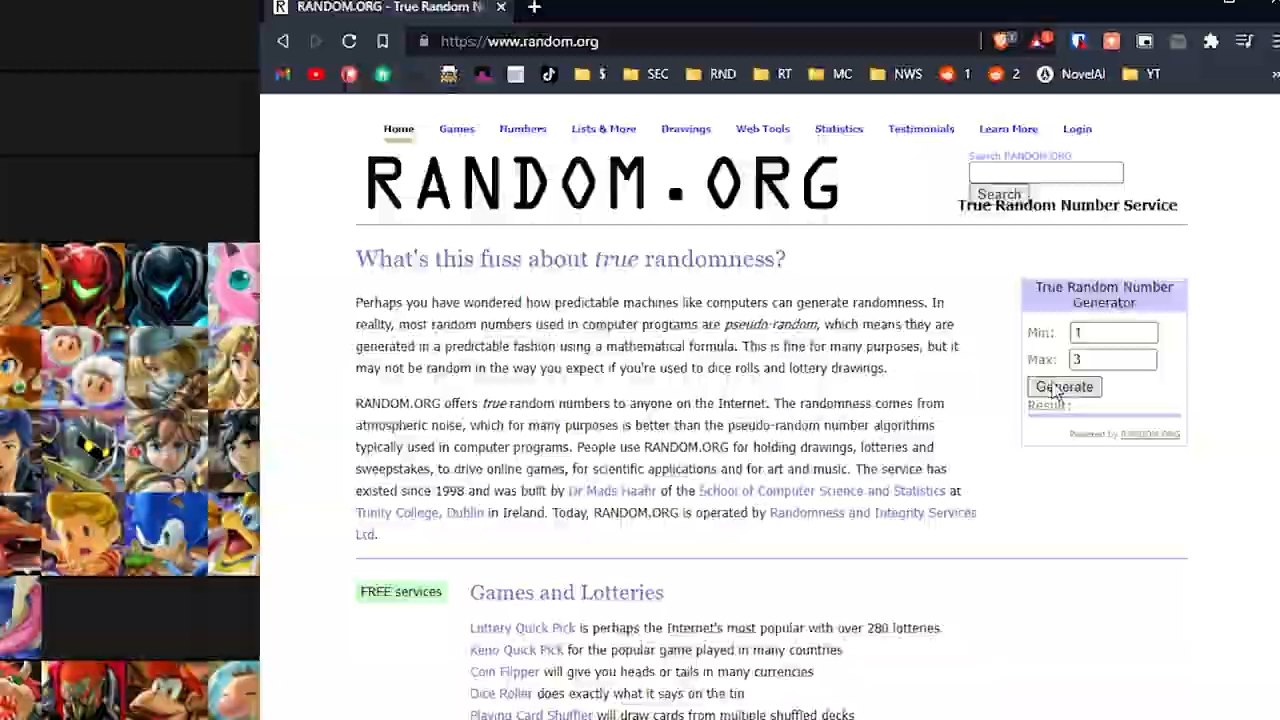 RANDOM.ORG - True Random N
https://www.random.org
$ SEC RND RT MC NWS 1 2 NovelAI YT
Home Games Numbers Lists & More Drawings Web Tools Statistics Testimonials Learn More Login
Search RANDOM.ORG
RANDOM.ORG
Search
True Random Number Service
What's this fuss about true randomness?
Perhaps you have wondered how predictable machines like computers can generate randomness. In
reality, most random numbers used in computer programs are pseudo-random, which means they are
generated in a predictable fashion using a mathematical formula. This is fine for many purposes, but it
may not be random in the way you expect if you're used to dice rolls and lottery drawings.
RANDOM.ORG offers true random numbers to anyone on the Internet. The randomness comes from
atmospheric noise, which for many purposes is better than the pseudo-random number algorithms
typically used in computer programs. People use RANDOM.ORG for holding drawings, lotteries and
sweepstakes, to drive online games, for scientific applications and for art and music. The service has
existed since 1998 and was built by Dr Mads Haahr of the School of Computer Science and Statistics at
Trinity College, Dublin in Ireland. Today, RANDOM.ORG is operated by Randomness and Integrity Services
Ltd.
True Random Number
Generator
Min: 1
Max: 3
Generate
Result:
Powered by RANDOM.ORG
FREE services
Games and Lotteries
Lottery Quick Pick is perhaps the Internet's most popular with over 280 lotteries
Keno Quick Pick for the popular game played in many countries
Coin Flipper will give you heads or tails in many currencies
Dice Roller does exactly what it says on the tin
Playing Card Shuffler will draw cards from multiple shuffled decks